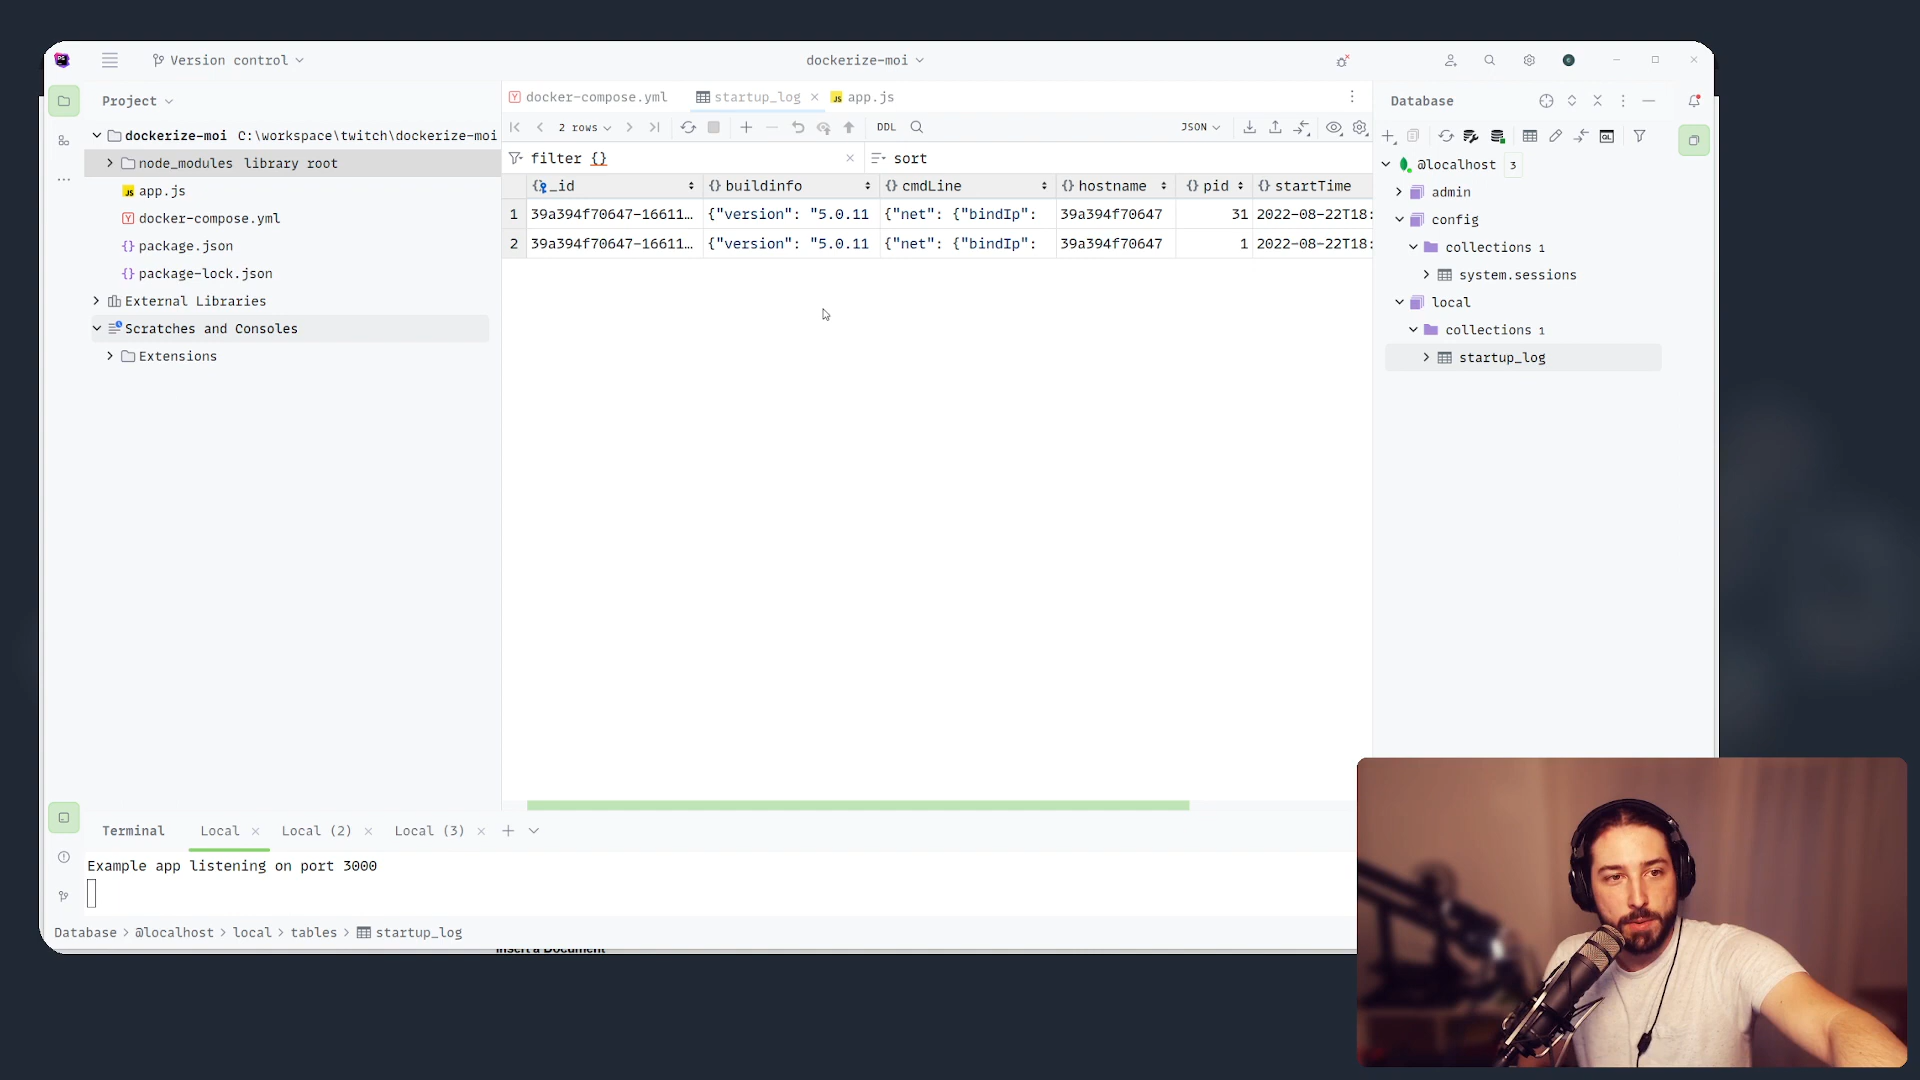 Version control
dockerize-moi
Project
dockerize-moi C:\workspace\twitch\dockerize-moi
node_modules library root
app.js
docker-compose.yml
package.json
package-lock.json
External Libraries
Scratches and Consoles
Extensions
docker-compose.yml
startup_log
app.js
2 rows
DDL
JSON
filter {}
sort
_id
buildinfo
cmdLine
hostname
pid
startTime
1 39a394f70647-16611... {"version": "5.0.11 {"net": {"bindIp": 39a394f70647 31 2022-08-22T18:
2 39a394f70647-16611... {"version": "5.0.11 {"net": {"bindIp": 39a394f70647 1 2022-08-22T18:
Database
@localhost 3
admin
config
collections 1
system.sessions
local
collections 1
startup_log
Terminal
Local
Local (2)
Local (3)
Example app listening on port 3000
Database > @localhost > local > tables > startup_log
Insert a Document